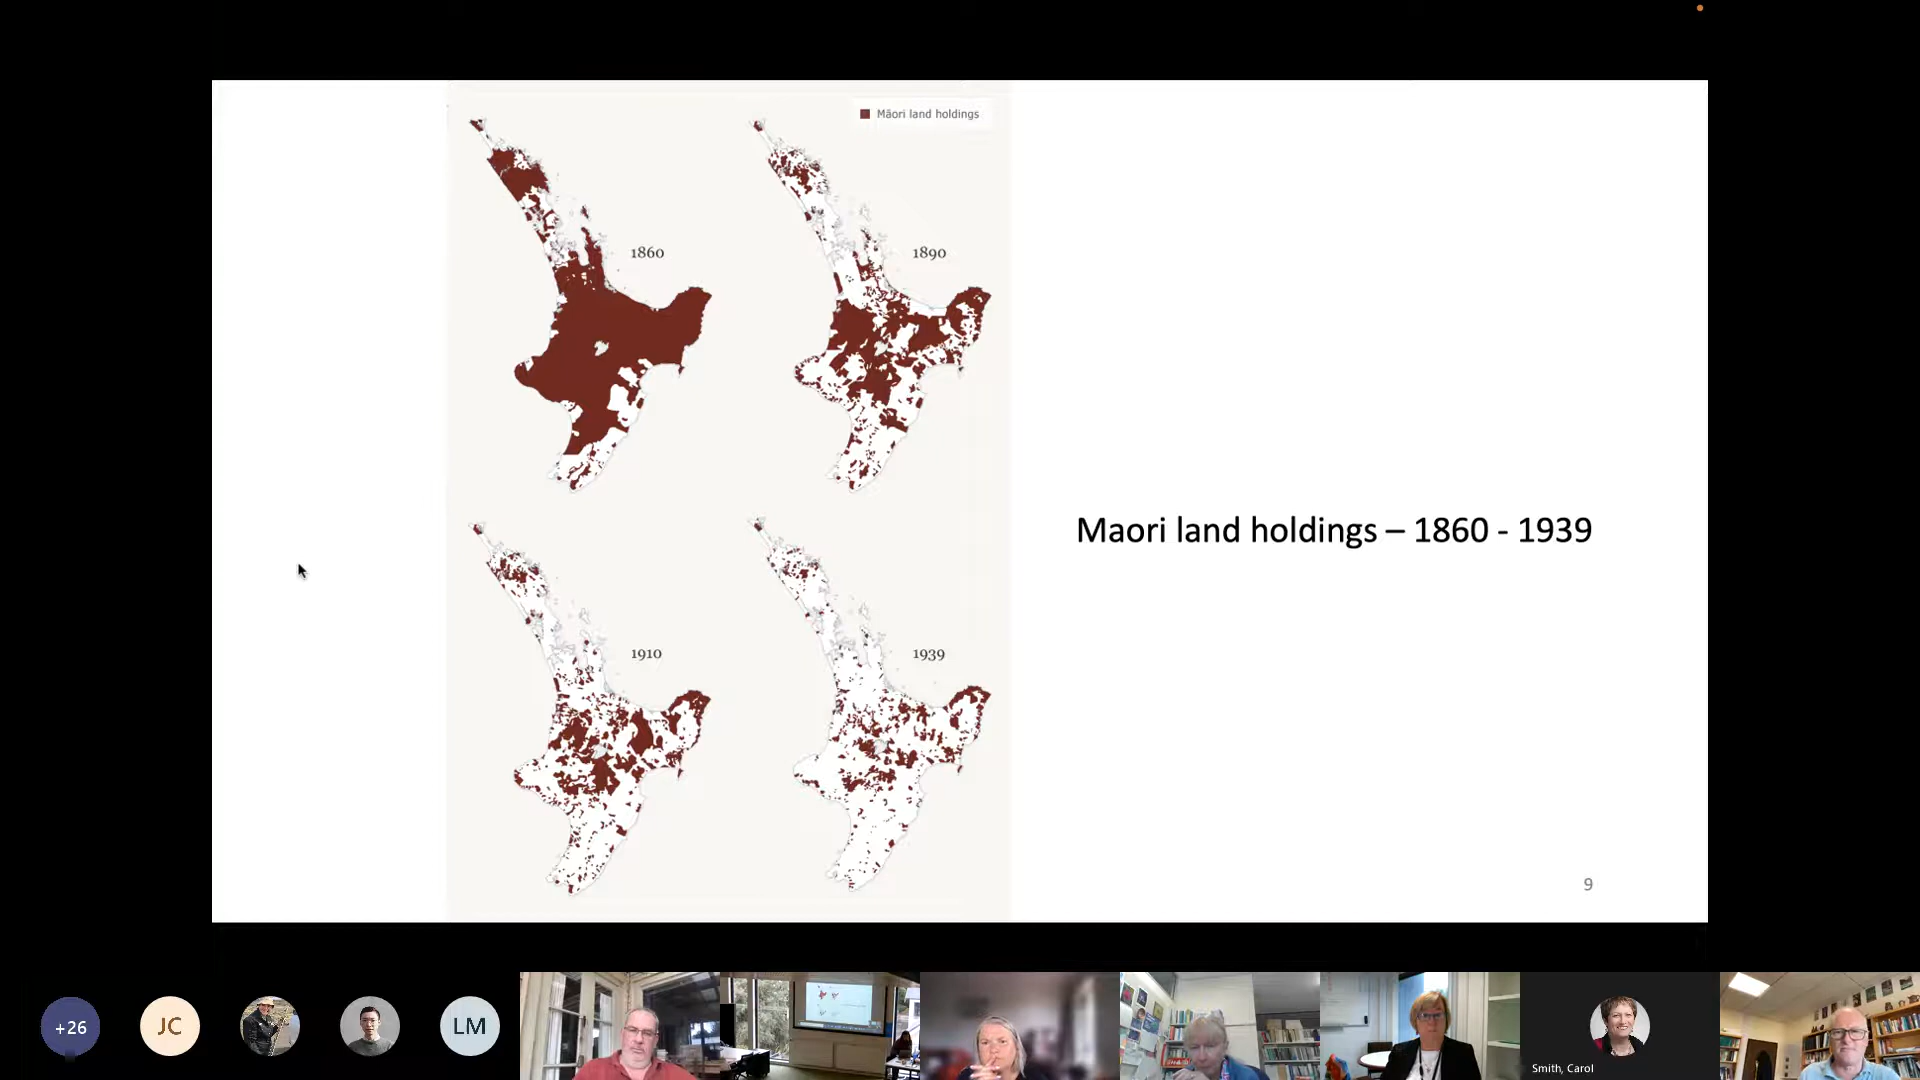 Māori land holdings
1860
1890
1910
1939
Maori land holdings – 1860 - 1939
9
+26
JC
LM
Smith, Carol